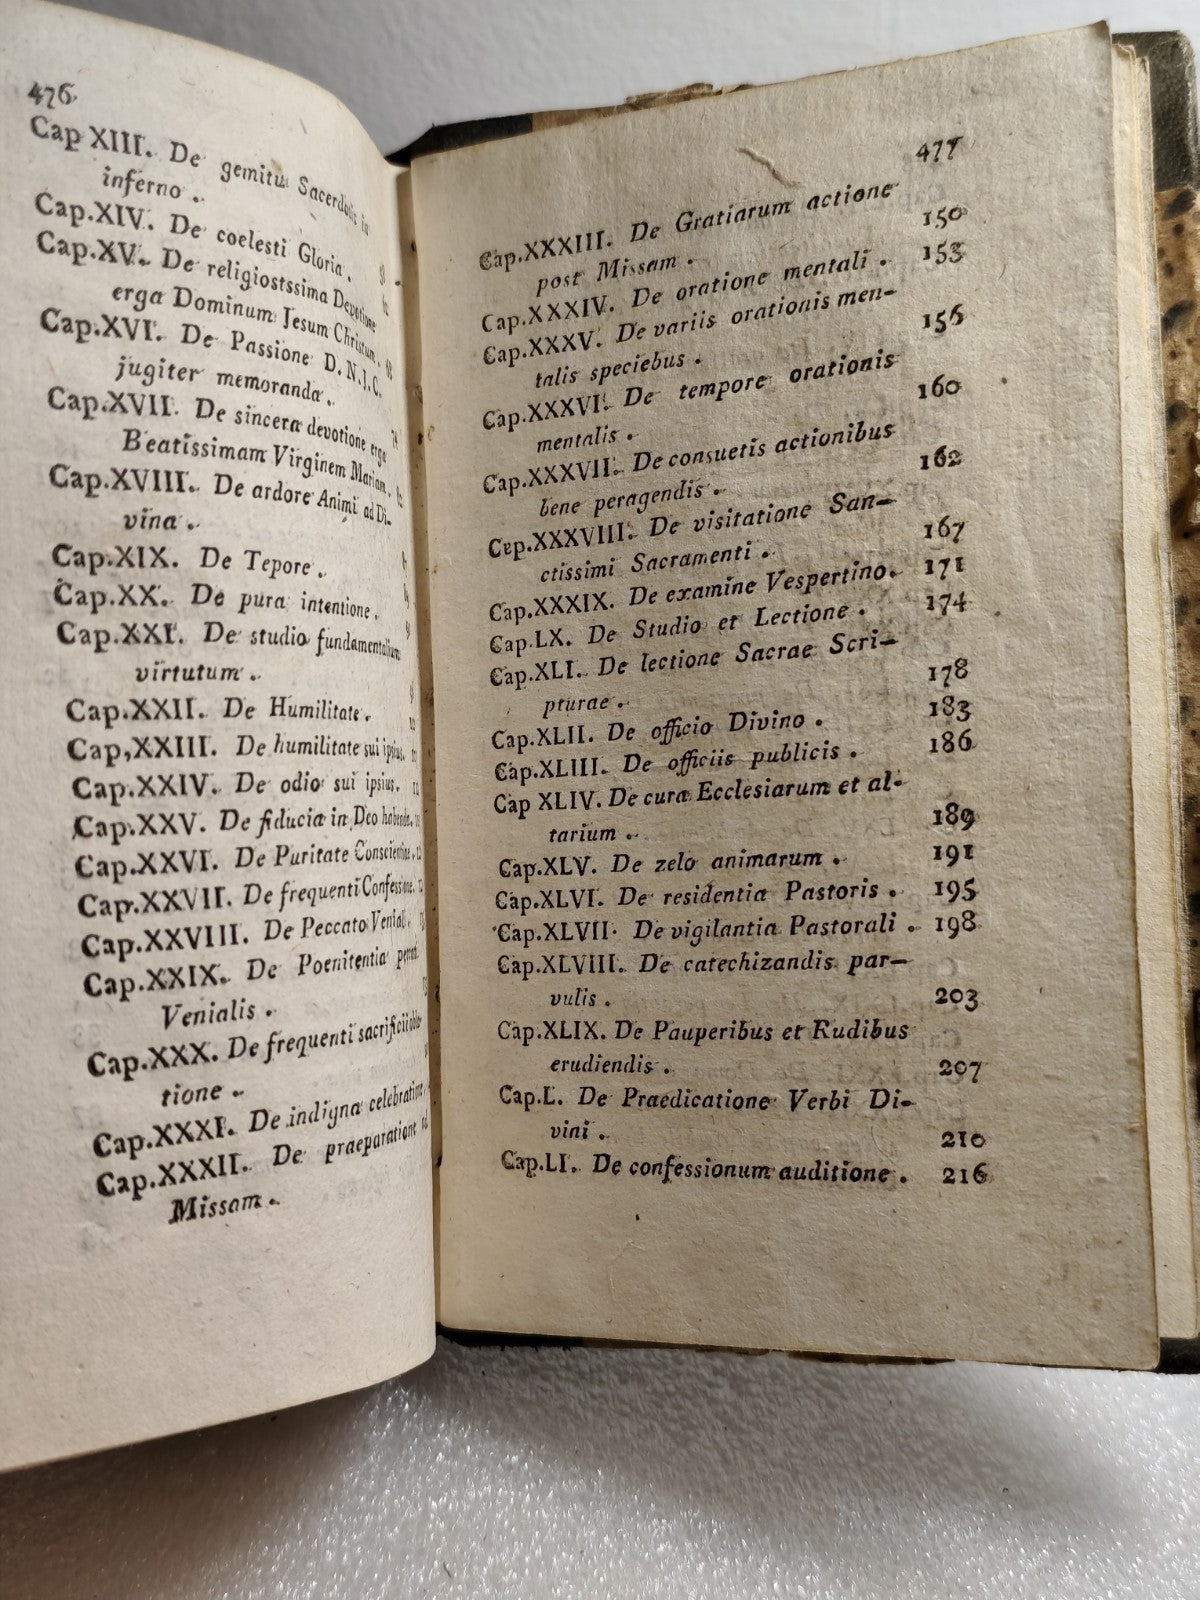 476
Cap XIII. De gemitu Sacerdotis in
inferno .
Cap.XIV. De coelesti Gloria.
Cap.XV. De religiostssima Devotione
erga Dominum Jesum Christum.
Cap.XVI. De Passione D.N.J.C.
jugiter memoranda.
Cap.XVII. De sincera devotione erga
Beatissimam Virginem Mariam.
Cap.XVIII. De ardore Animi ad Di-
vina .
Cap.XIX. De Tepore.
Cap.XX. De pura intentione.
Cap.XXI. De studio fundamentalium
virtutum .
Cap.XXII. De Humilitate.
Cap,XXIII. De humilitate sui ipsius.
Cap.XXIV. De odio sui ipsius.
Cap.XXV. De fiducia in Deo habenda.
Cap.XXVI. De Puritate Conscientiae.
Cap.XXVII. De frequenti Confessione.
Cap.XXVIII. De Peccato Veniali.
Cap.XXIX. De Poenitentia
Venialis .
Cap.XXX. De frequenti sacrificii
tione .
Cap.XXXI. De indigna celebratione.
Cap.XXXII. De praeparatione ad
Missam .
477
Cap.XXXIII. De Gratiarum actione
post Missam . 150
Cap.XXXIV. De oratione mentali . 153
Cap.XXXV. De variis orationis men-
talis speciebus . 156
Cap.XXXVI. De tempore orationis
mentalis . 160
Cap.XXXVII. De consuetis actionibus
bene peragendis . 162
Cap.XXXVIII. De visitatione San-
ctissimi Sacramenti . 167
Cap.XXXIX. De examine Vespertino. 171
Cap.LX. De Studio et Lectione . 174
Cap.XLI. De lectione Sacrae Scri-
pturae . 178
Cap.XLII. De officio Divino . 183
Cap.XLIII. De officiis publicis . 186
Cap XLIV. De cura Ecclesiarum et al-
tarium . 189
Cap.XLV. De zelo animarum . 191
Cap.XLVI. De residentia Pastoris . 195
Cap.XLVII. De vigilantia Pastorali . 198
Cap.XLVIII. De catechizandis par-
vulis . 203
Cap.XLIX. De Pauperibus et Rudibus
erudiendis . 207
Cap.L. De Praedicatione Verbi Di-
vini . 210
Cap.LI. De confessionum auditione . 216